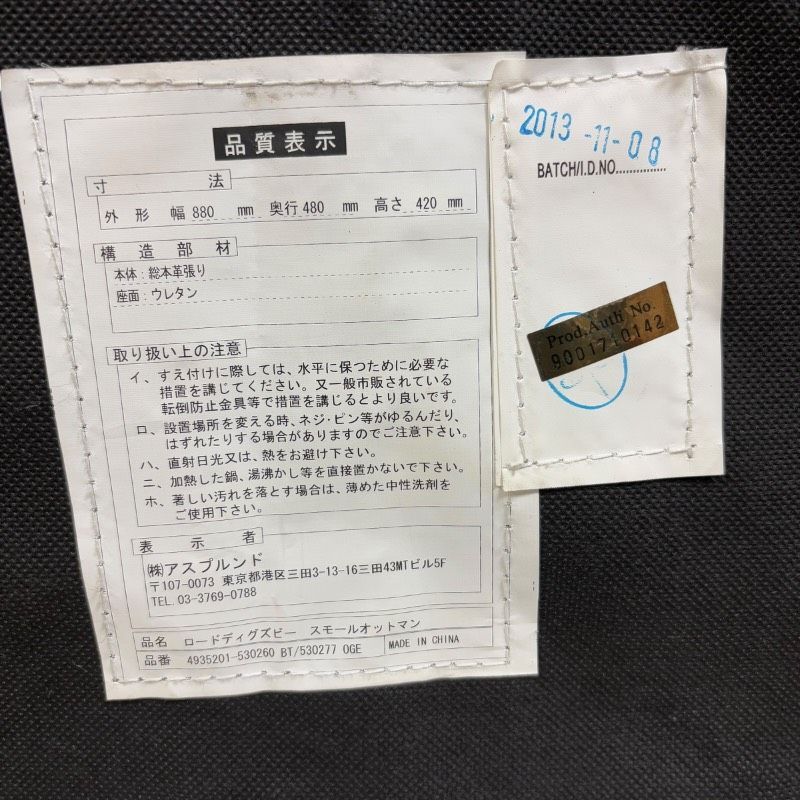 品質表示
寸法
外形 幅 880 mm 奥行 480 mm 高さ 420 mm
構造部材
本体:総本革張り
座面:ウレタン
取り扱い上の注意
イ、すえ付けに際しては、水平に保つために必要な
措置を講じてください。又一般市販されている
転倒防止金具等で措置を講じるとより良いです。
ロ、設置場所を変える時、ネジ・ピン等がゆるんだり、
はずれたりする場合がありますのでご注意下さい。
ハ、直射日光又は、熱をお避け下さい。
ニ、加熱した鍋、湯沸かし等を直接置かないで下さい。
ホ、著しい汚れを落とす場合は、薄めた中性洗剤を
ご使用下さい。
表示者
㈱アスプルンド
〒107-0073 東京都港区三田3-13-16三田43MTビル5F
TEL.03-3769-0788
品名 ロードディグズビー スモールオットマン
品番 4935201-530260 BT/530277 OGE
MADE IN CHINA
2013-11-08
BATCH/I.D.NO...............
Prod.Auth No.
9001710142